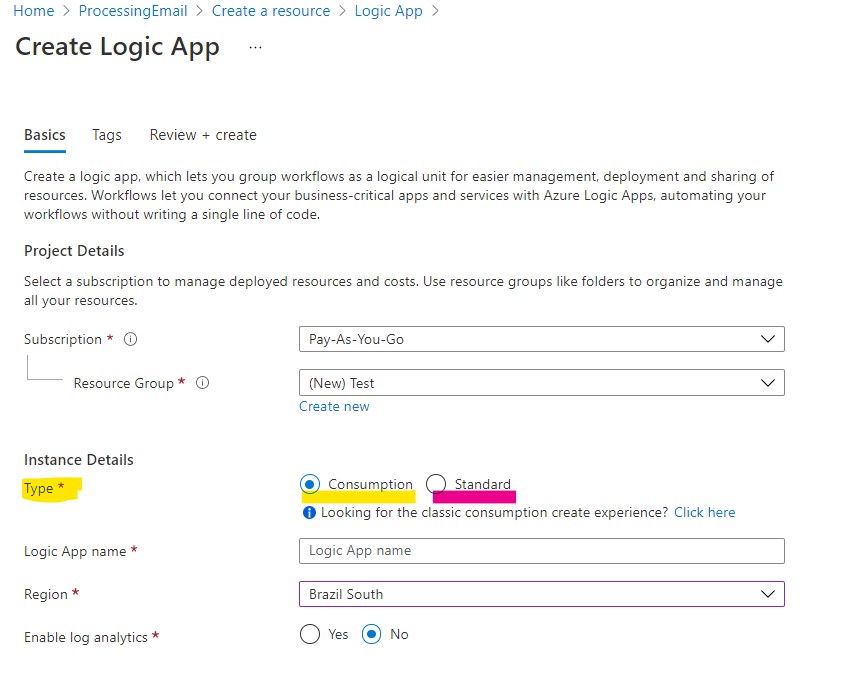 Home > ProcessingEmail > Create a resource > Logic App >
Create Logic App ...
Basics Tags Review + create
Create a logic app, which lets you group workflows as a logical unit for easier management, deployment and sharing of
resources. Workflows let you connect your business-critical apps and services with Azure Logic Apps, automating your
workflows without writing a single line of code.
Project Details
Select a subscription to manage deployed resources and costs. Use resource groups like folders to organize and manage
all your resources.
Subscription * Pay-As-You-Go
Resource Group * (New) Test
Create new
Instance Details
Type * Consumption Standard
Looking for the classic consumption create experience? Click here
Logic App name * Logic App name
Region * Brazil South
Enable log analytics * Yes No